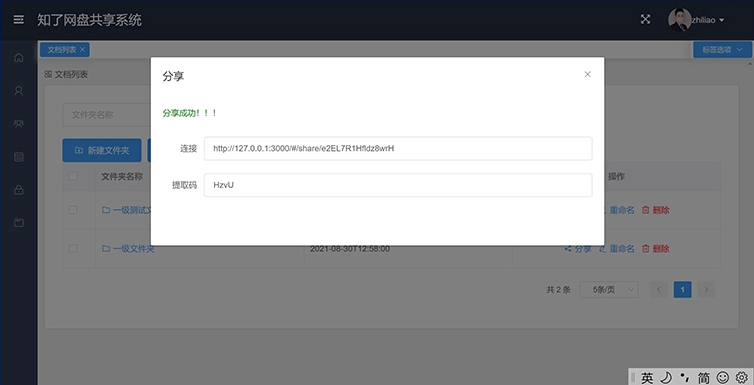 知了网盘共享系统
zhiliao
文档列表
标签选项
文档列表
分享
分享成功！！！
连接
http://127.0.0.1:3000/#/share/e2EL7R1Hfldz8wrH
提取码
HzvU
文件夹名称
新建文件夹
文件夹名称 操作
一级测试文 重命名 删除
一级文件夹 2021-08-30T12:58:00 分享 重命名 删除
共 2 条 5条/页 1
英 简